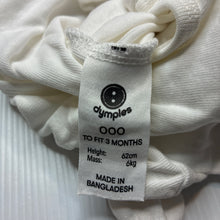 dymples
000
TO FIT 3 MONTHS
Height: 62cm
Mass: 6kg
MADE IN
BANGLADESH